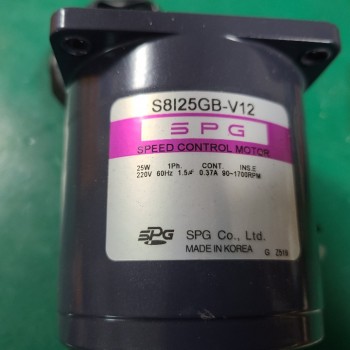 S8I25GB-V12
SPG
SPEED CONTROL MOTOR
25W 1Ph. CONT. INS.E
220V 60Hz 1.5㎌ 0.37A 90~1700RPM
SPG SPG Co., Ltd.
MADE IN KOREA